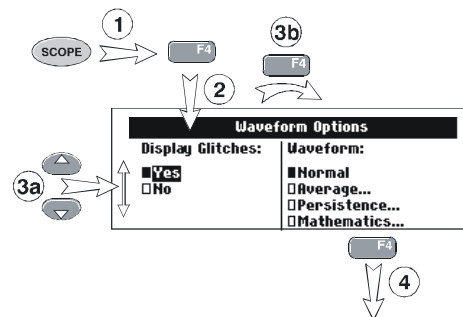 1
SCOPE
F4
3b
F4
2
Waveform Options
Display Glitches:
Yes
No
Waveform:
Normal
Average...
Persistence...
Mathematics...
3a
F4
4